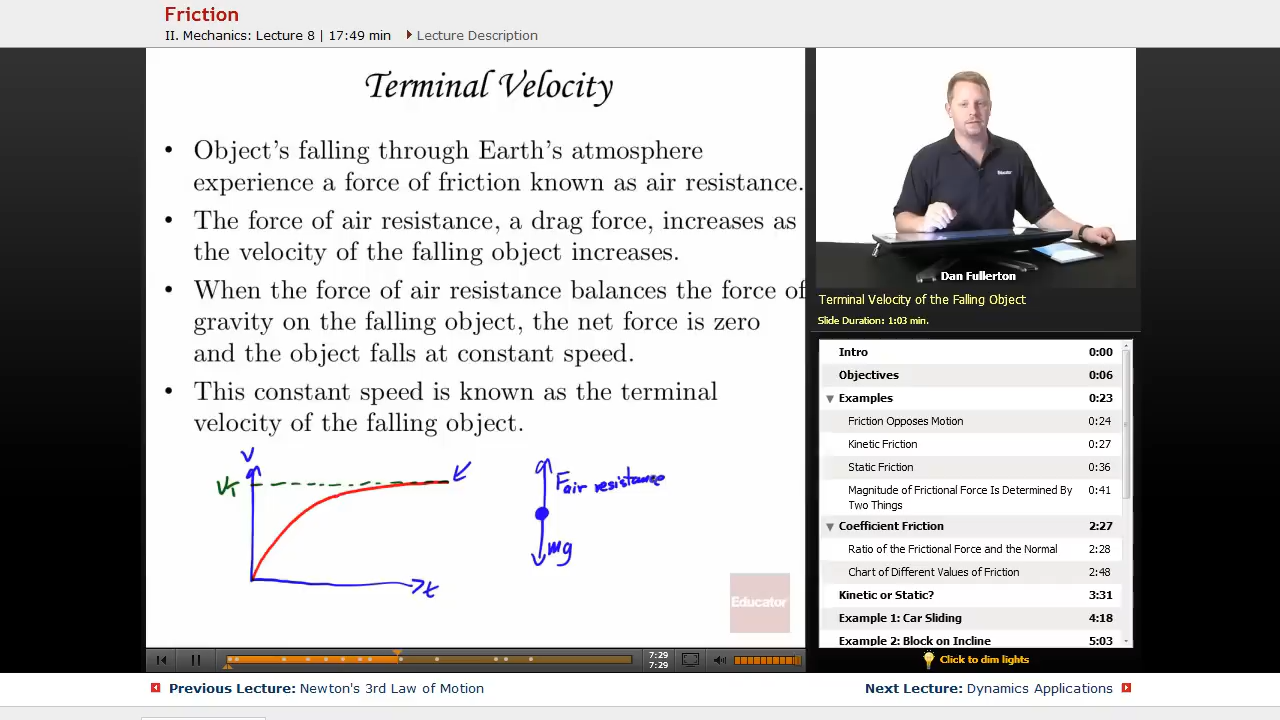 Friction
II. Mechanics: Lecture 8 | 17:49 min
Lecture Description
Terminal Velocity
• Object's falling through Earth's atmosphere
experience a force of friction known as air resistance.
• The force of air resistance, a drag force, increases as
the velocity of the falling object increases.
• When the force of air resistance balances the force of
gravity on the falling object, the net force is zero
and the object falls at constant speed.
• This constant speed is known as the terminal
velocity of the falling object.
V
VT
t
Fair resistance
mg
Educator
7:29
7:29
Educator
Dan Fullerton
Terminal Velocity of the Falling Object
Slide Duration: 1:03 min.
Intro 0:00
Objectives 0:06
Examples 0:23
Friction Opposes Motion 0:24
Kinetic Friction 0:27
Static Friction 0:36
Magnitude of Frictional Force Is Determined By 0:41
Two Things
Coefficient Friction 2:27
Ratio of the Frictional Force and the Normal 2:28
Chart of Different Values of Friction 2:48
Kinetic or Static? 3:31
Example 1: Car Sliding 4:18
Example 2: Block on Incline 5:03
Click to dim lights
Previous Lecture: Newton's 3rd Law of Motion
Next Lecture: Dynamics Applications